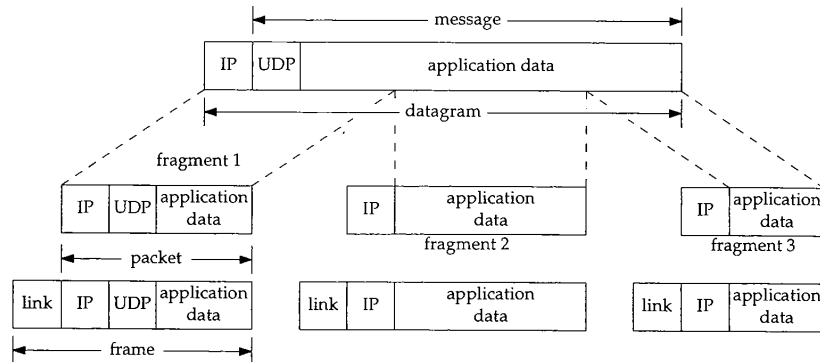 message
IP UDP application data
datagram
fragment 1
IP UDP application data
IP application data
IP application data
fragment 2
fragment 3
packet
link IP UDP application data
link IP application data
link IP application data
frame